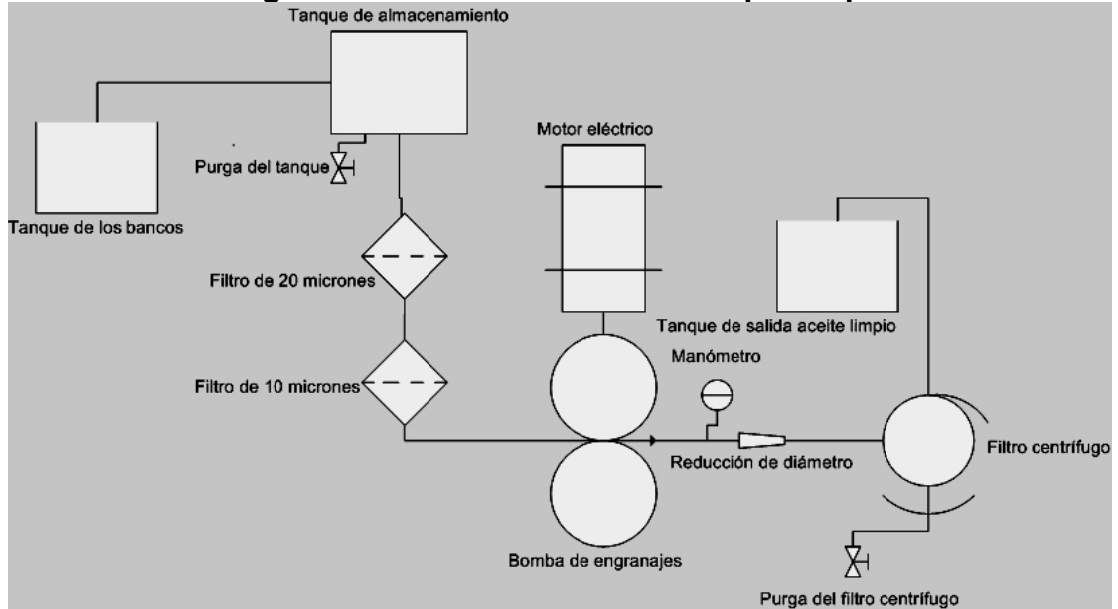 Tanque de almacenamiento
Motor eléctrico
Purga del tanque
Tanque de los bancos
Filtro de 20 micrones
Tanque de salida aceite limpio
Manómetro
Filtro de 10 micrones
Filtro centrífugo
Reducción de diámetro
Bomba de engranajes
Purga del filtro centrífugo